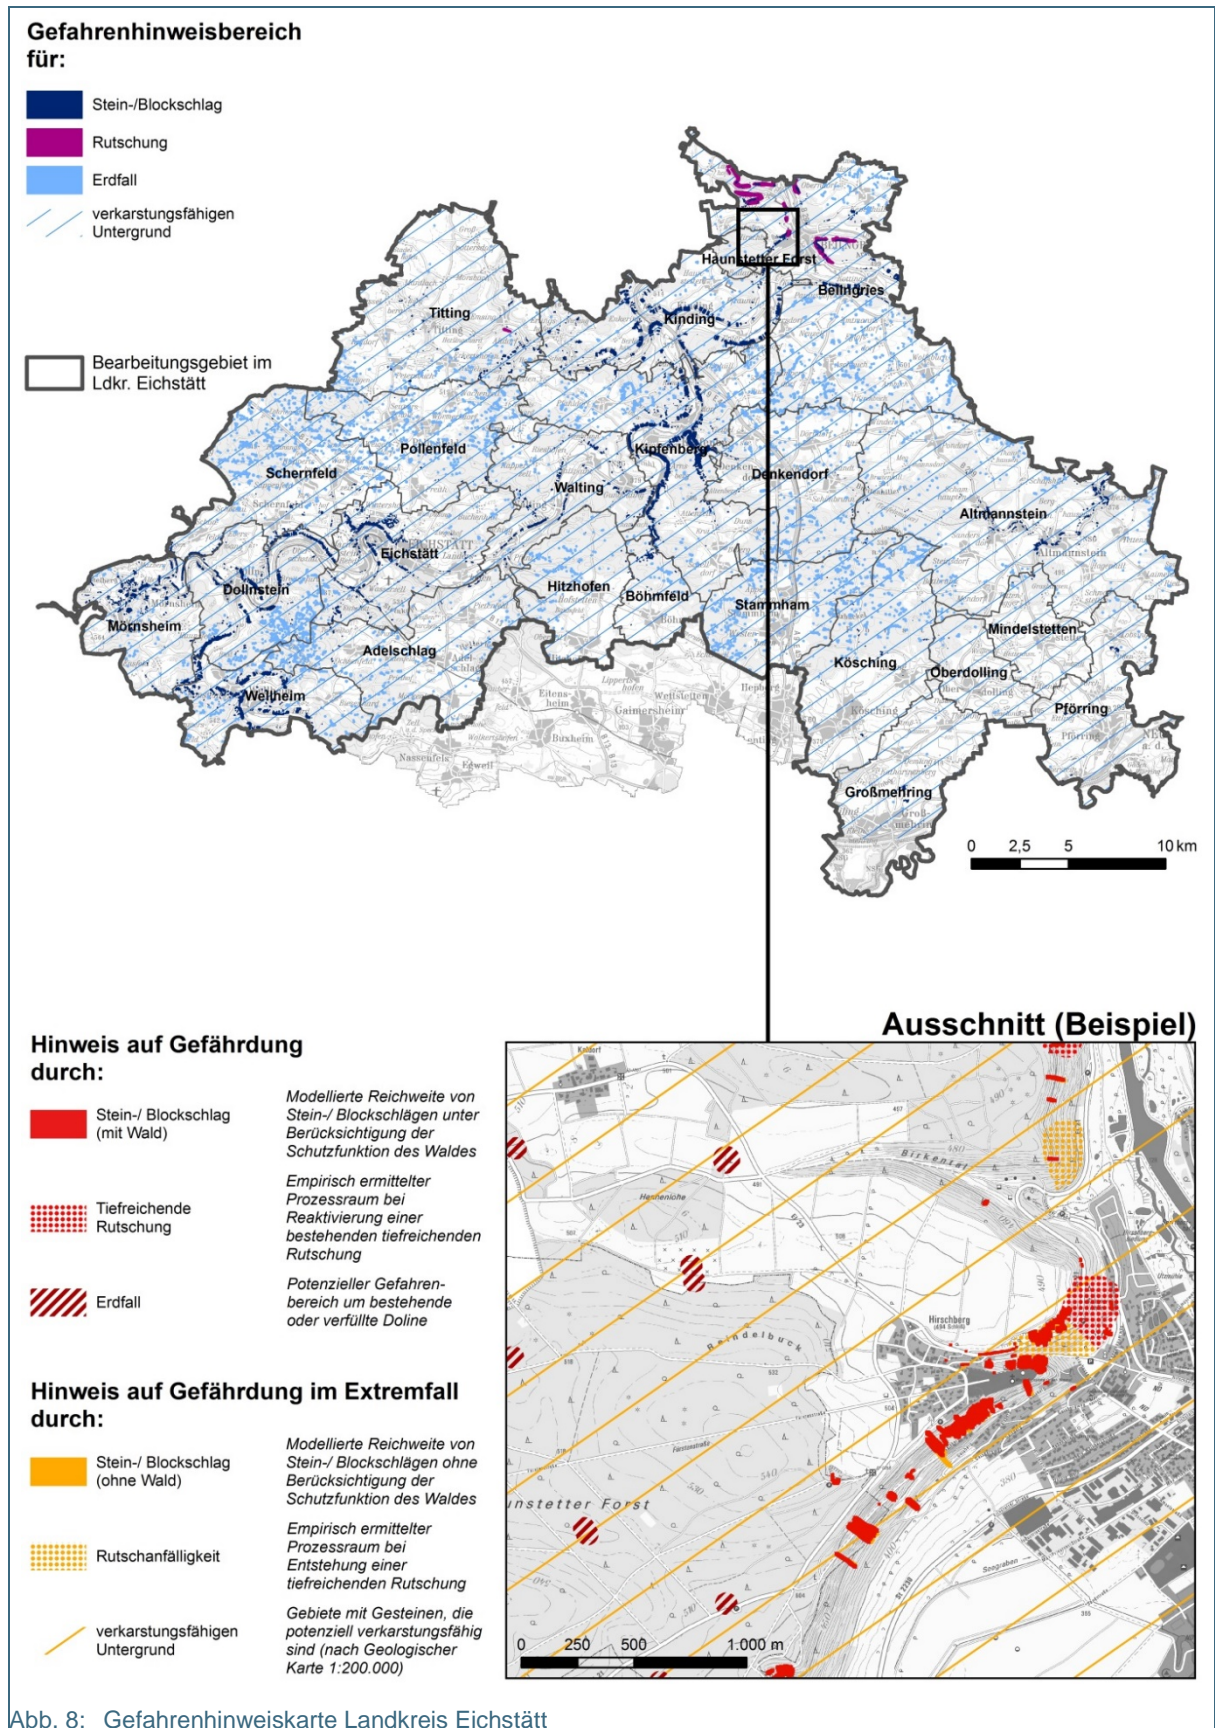 Gefahrenhinweisbereich
für:
Stein-/Blockschlag
Rutschung
Erdfall
verkarstungsfähigen
Untergrund
Bearbeitungsgebiet im
Ldkr. Eichstätt
Haunstetter Forst
Beilngries
Titting
Kinding
Pollenfeld
Kipfenberg
Schernfeld
Denkendorf
Walting
Altmannstein
Eichstätt
Hitzhofen
Dollnstein
Böhmfeld
Stammham
Mörnsheim
Mindelstetten
Adelschlag
Kösching
Oberdolling
Wellheim
Pförring
Großmehring
Eitens-
heim
Gaimersheim
Buxheim
Nassenfels
Egweil
0 2,5 5 10 km
Ausschnitt (Beispiel)
Hinweis auf Gefährdung
durch:
Stein-/ Blockschlag
(mit Wald)
Modellierte Reichweite von
Stein-/ Blockschlägen unter
Berücksichtigung der
Schutzfunktion des Waldes
Tiefreichende
Rutschung
Empirisch ermittelter
Prozessraum bei
Reaktivierung einer
bestehenden tiefreichenden
Rutschung
Erdfall
Potenzieller Gefahren-
bereich um bestehende
oder verfüllte Doline
Hinweis auf Gefährdung im Extremfall
durch:
Stein-/ Blockschlag
(ohne Wald)
Modellierte Reichweite von
Stein-/ Blockschlägen ohne
Berücksichtigung der
Schutzfunktion des Waldes
Rutschanfälligkeit
Empirisch ermittelter
Prozessraum bei
Entstehung einer
tiefreichenden Rutschung
verkarstungsfähigen
Untergrund
Gebiete mit Gesteinen, die
potenziell verkarstungsfähig
sind (nach Geologischer
Karte 1:200.000)
Birkental
Hirschberg
Reindelbuck
unstetter Forst
0 250 500 1.000 m
Abb. 8: Gefahrenhinweiskarte Landkreis Eichstätt